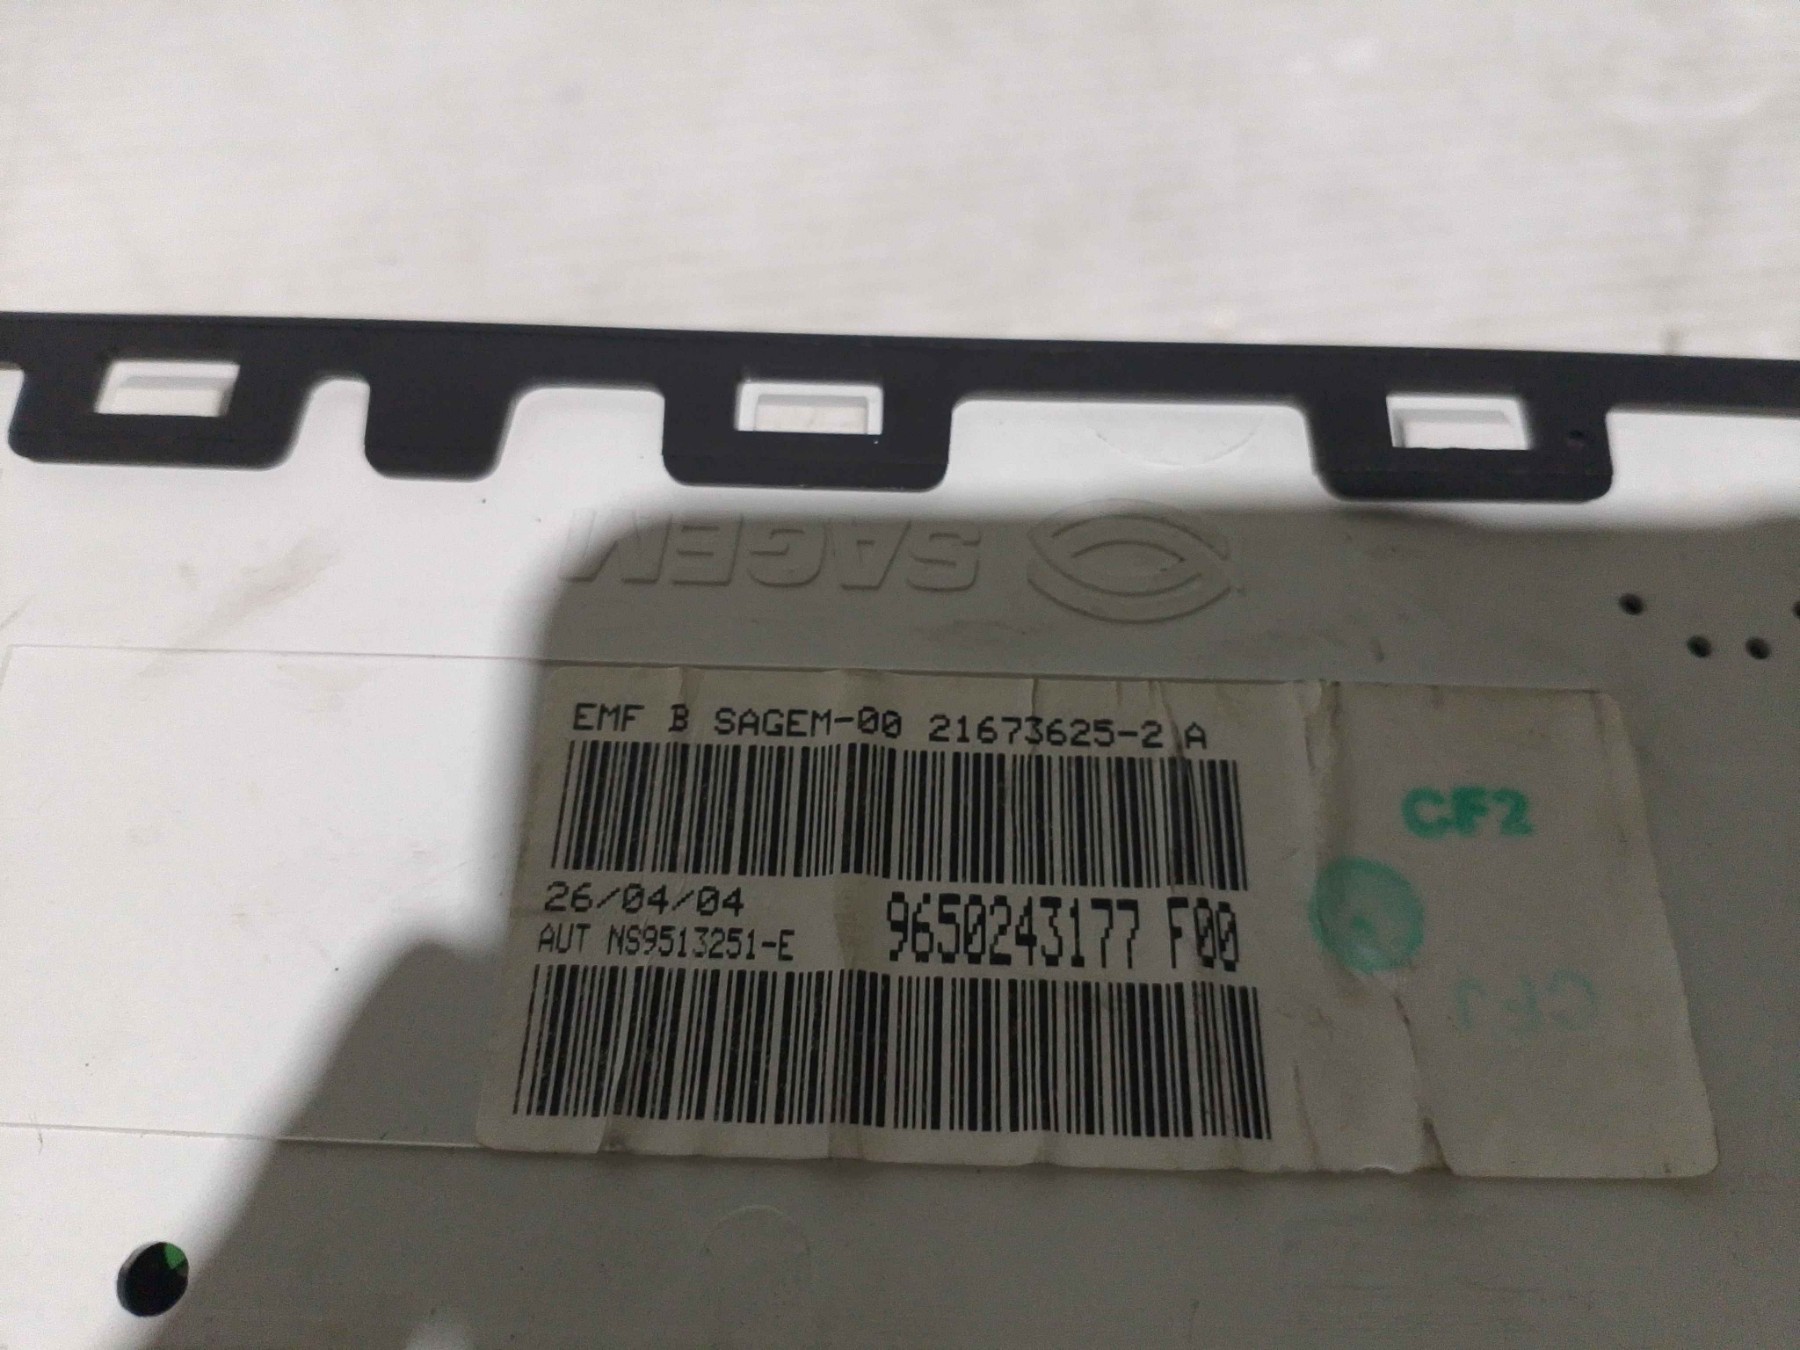 SAGEM
EMF B SAGEM-00 21673625-2 A
26/04/04
AUT NS9513251-E
9650243177 F00
CF2